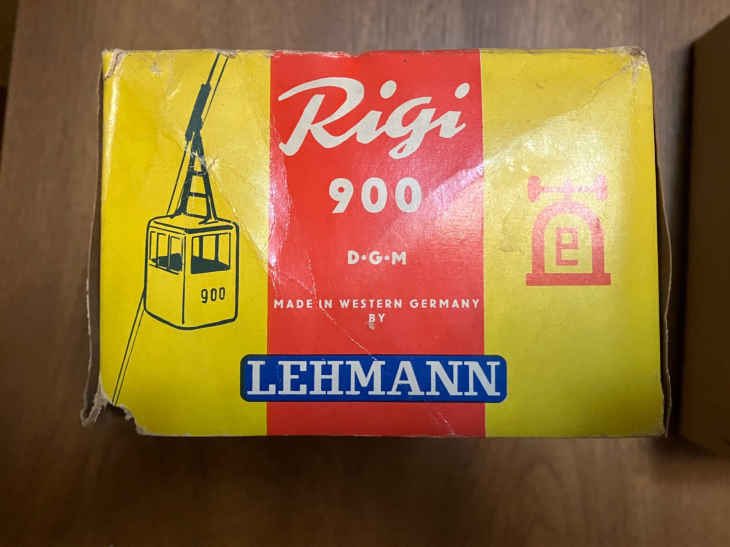 Rigi
900
D·G·M
MADE IN WESTERN GERMANY
BY
LEHMANN
900
e